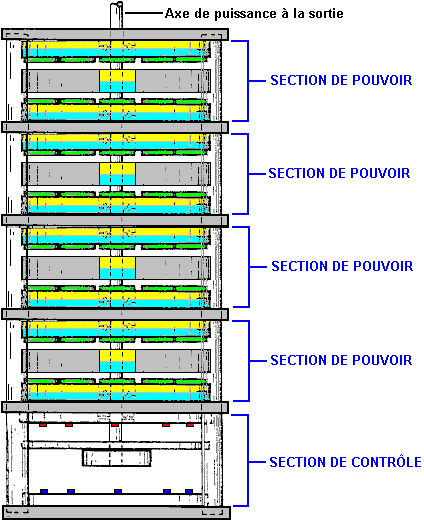 Axe de puissance à la sortie
SECTION DE POUVOIR
SECTION DE POUVOIR
SECTION DE POUVOIR
SECTION DE POUVOIR
SECTION DE CONTRÔLE